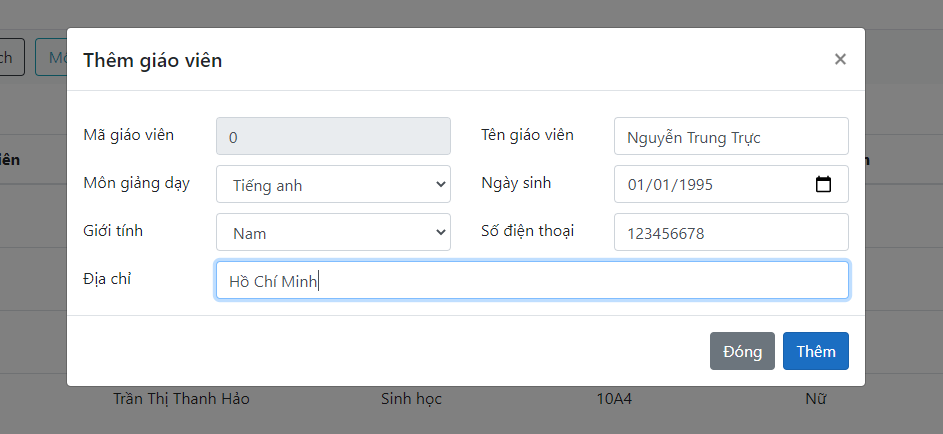 Thêm giáo viên ×
ch Mó
Mã giáo viên 0 Tên giáo viên Nguyễn Trung Trực
iên
Môn giảng dạy Tiếng anh Ngày sinh 01/01/1995
Giới tính Nam Số điện thoại 123456678
Địa chỉ Hồ Chí Minh
Đóng Thêm
Trần Thị Thanh Hảo Sinh học 10A4 Nữ